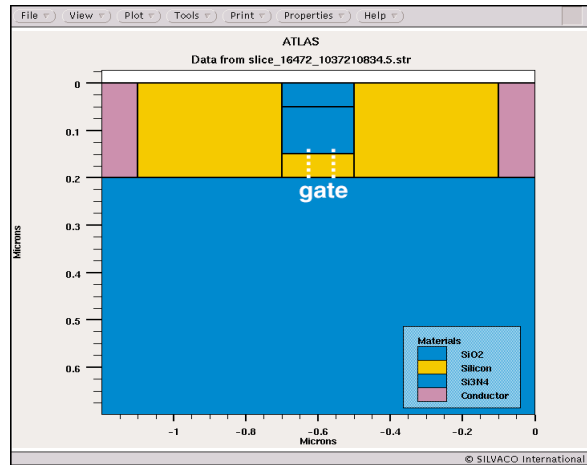 File View Plot Tools Print Properties Help
ATLAS
Data from slice_16472_1037210834.5.str
0
0.1
0.2
0.3
0.4
0.5
0.6
Microns
gate
Materials
SiO2
Silicon
Si3N4
Conductor
-1 -0.8 -0.6 -0.4 -0.2 0
Microns
© SILVACO International